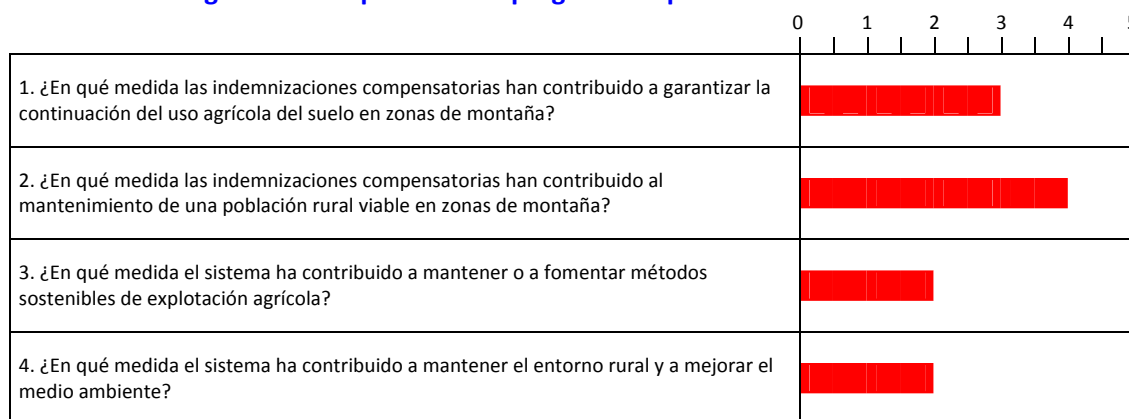 0 1 2 3 4
1. ¿En qué medida las indemnizaciones compensatorias han contribuido a garantizar la
continuación del uso agrícola del suelo en zonas de montaña?
2. ¿En qué medida las indemnizaciones compensatorias han contribuido al
mantenimiento de una población rural viable en zonas de montaña?
3. ¿En qué medida el sistema ha contribuido a mantener o a fomentar métodos
sostenibles de explotación agrícola?
4. ¿En qué medida el sistema ha contribuido a mantener el entorno rural y a mejorar el
medio ambiente?